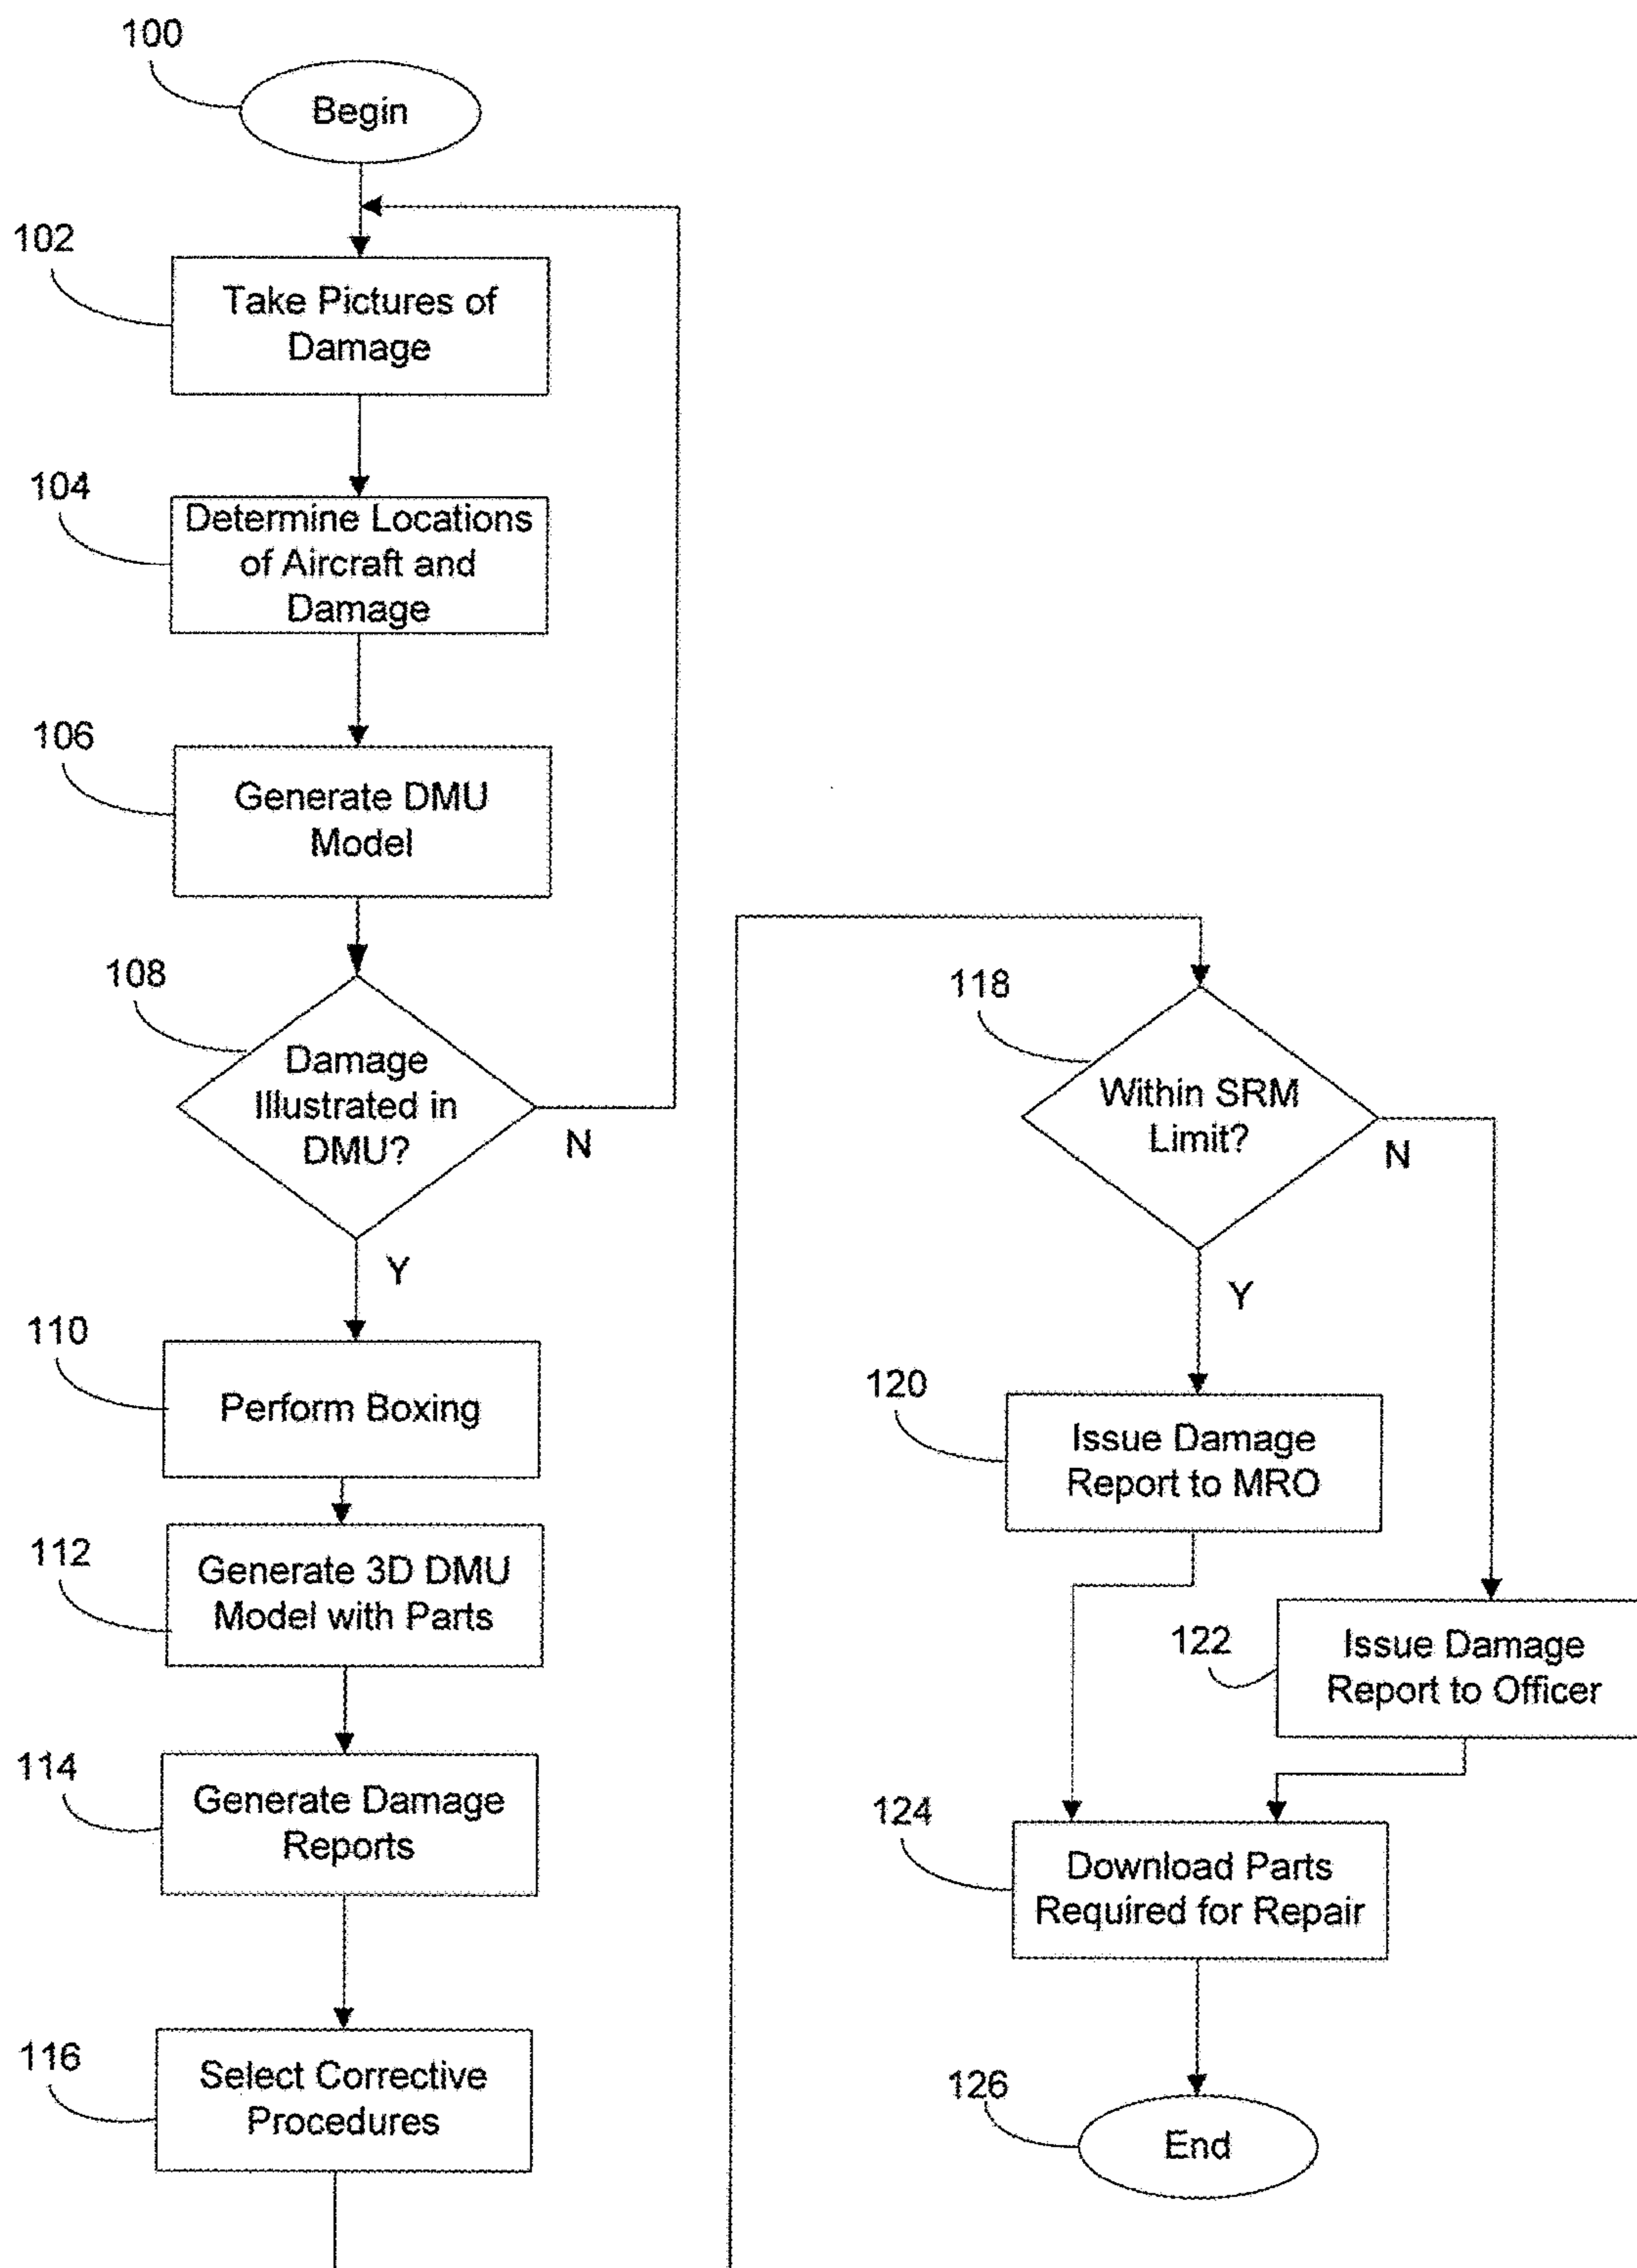 100
Begin
102
Take Pictures of
Damage
104
Determine Locations
of Aircraft and
Damage
106
Generate DMU
Model
108
Damage
Illustrated in
DMU?
N
Y
110
Perform Boxing
112
Generate 3D DMU
Model with Parts
114
Generate Damage
Reports
116
Select Corrective
Procedures
118
Within SRM
Limit?
N
Y
120
Issue Damage
Report to MRO
122
Issue Damage
Report to Officer
124
Download Parts
Required for Repair
126
End